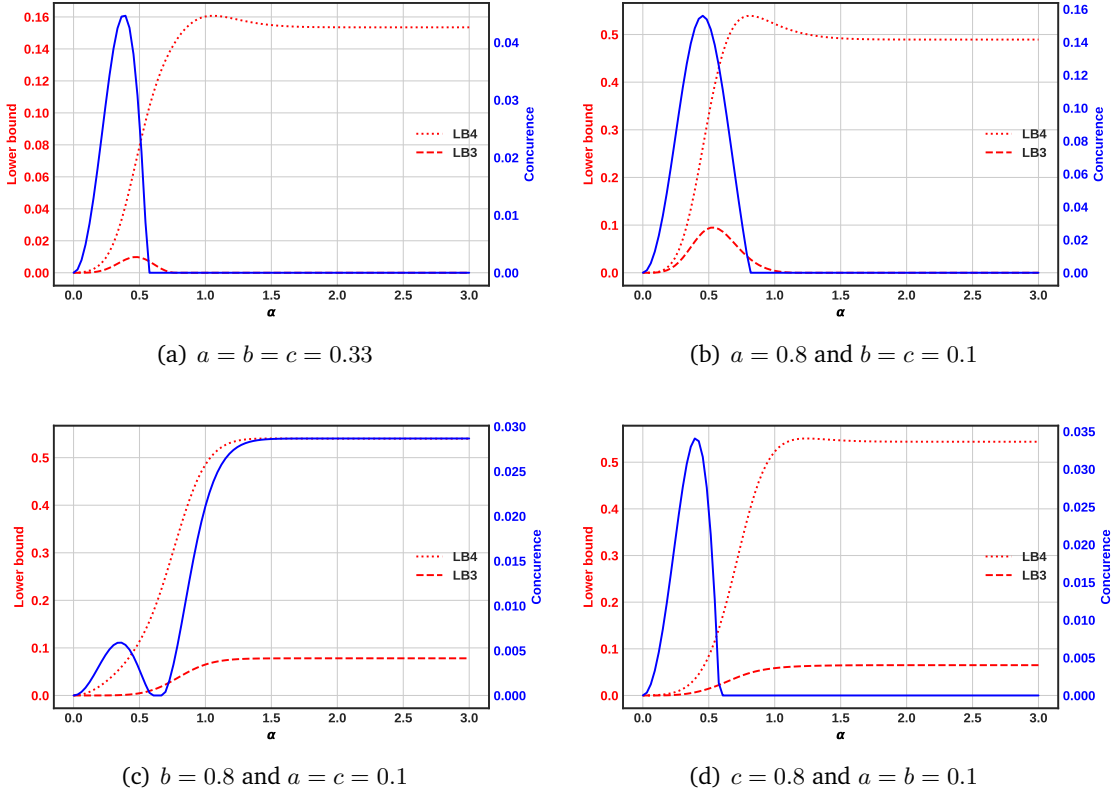 0.16
0.14
0.12
0.10
0.08
0.06
0.04
0.02
0.00
Lower bound
0.04
0.03
0.02
0.01
0.00
Concurence
LB4
LB3
0.0 0.5 1.0 1.5 2.0 2.5 3.0
α
(a) a = b = c = 0.33
0.5
0.4
0.3
0.2
0.1
0.0
Lower bound
0.16
0.14
0.12
0.10
0.08
0.06
0.04
0.02
0.00
Concurence
LB4
LB3
0.0 0.5 1.0 1.5 2.0 2.5 3.0
α
(b) a = 0.8 and b = c = 0.1
0.5
0.4
0.3
0.2
0.1
0.0
Lower bound
0.030
0.025
0.020
0.015
0.010
0.005
0.000
Concurence
LB4
LB3
0.0 0.5 1.0 1.5 2.0 2.5 3.0
α
(c) b = 0.8 and a = c = 0.1
0.5
0.4
0.3
0.2
0.1
0.0
Lower bound
0.035
0.030
0.025
0.020
0.015
0.010
0.005
0.000
Concurence
LB4
LB3
0.0 0.5 1.0 1.5 2.0 2.5 3.0
α
(d) c = 0.8 and a = b = 0.1